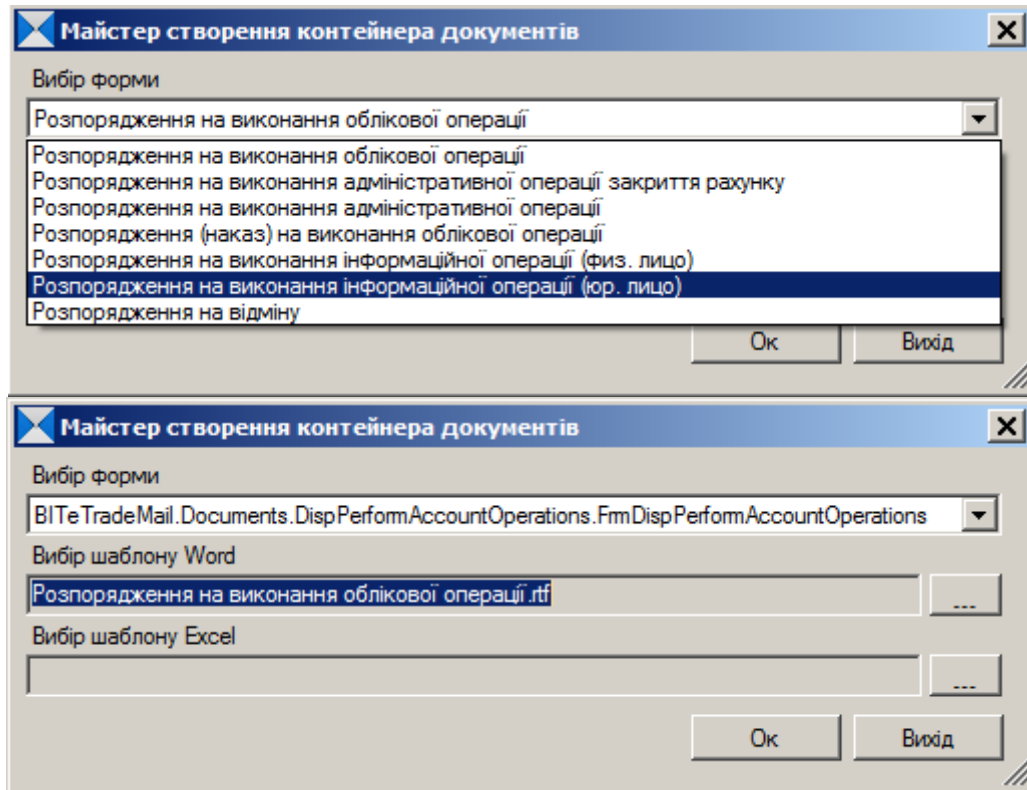 Майстер створення контейнера документів
Вибір форми
Розпорядження на виконання облікової операції
Розпорядження на виконання облікової операції
Розпорядження на виконання адміністративної операції закриття рахунку
Розпорядження на виконання адміністративної операції
Розпорядження (наказ) на виконання облікової операції
Розпорядження на виконання інформаційної операції (физ. лицо)
Розпорядження на виконання інформаційної операції (юр. лицо)
Розпорядження на відміну
Ок Вихід
Майстер створення контейнера документів
Вибір форми
BITeTradeMail.Documents.DispPerformAccountOperations.FrmDispPerformAccountOperations
Вибір шаблону Word
Розпорядження на виконання облікової операції.rtf
...
Вибір шаблону Excel
...
Ок Вихід